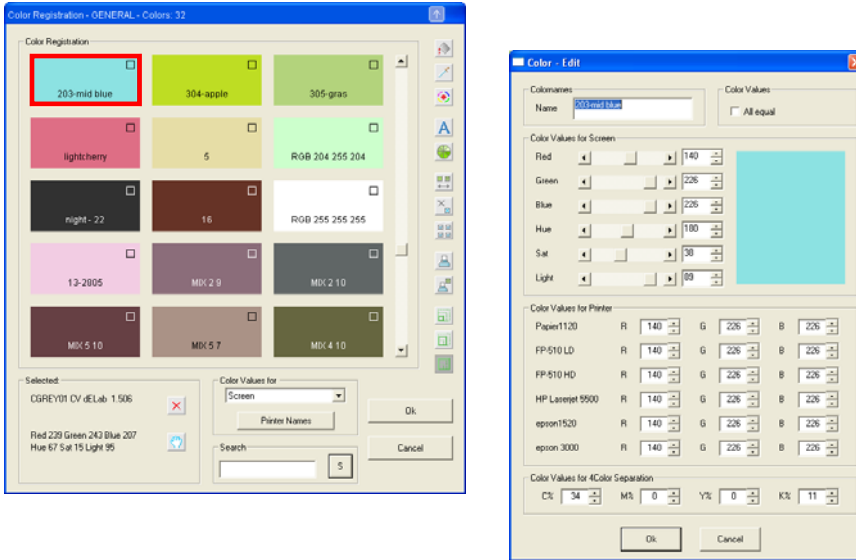 Color Registration - GENERAL - Colors: 32
Color Registration
203-mid blue 304-apple 305-gras
lightcherry 5 RGB 204 255 204
night - 22 16 RGB 255 255 255
13-2805 MIX 2 9 MIX 2 10
MIX 5 10 MIX 5 7 MIX 4 10
A
Selected:
CGREY01 CV dELab 1.506
Red 239 Green 243 Blue 207
Hue 67 Sat 15 Light 95
Color Values for
Screen
Printer Names
Search
S
Ok
Cancel
Color - Edit
Colornames
Name 203-mid blue
Color Values
All equal
Color Values for Screen
Red 140
Green 226
Blue 226
Hue 180
Sat 38
Light 89
Color Values for Printer
Papier1120 R 140 G 226 B 226
FP-510 LD R 140 G 226 B 226
FP-510 HD R 140 G 226 B 226
HP Laserjet 5500 R 140 G 226 B 226
epson1520 R 140 G 226 B 226
epson 3000 R 140 G 226 B 226
Color Values for 4Color Separation
C% 34 M% 0 Y% 0 K% 11
Ok Cancel